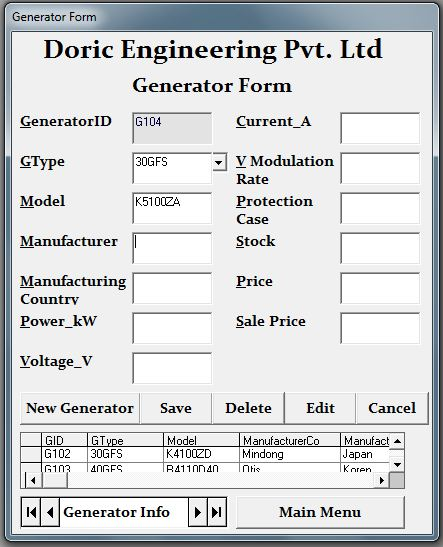 Generator Form
Doric Engineering Pvt. Ltd
Generator Form
GeneratorID G104 Current_A
GType 30GFS V Modulation Rate
Model K5100ZA Protection Case
Manufacturer Stock
Manufacturing Country Price
Power_kW Sale Price
Voltage_V
New Generator Save Delete Edit Cancel
GID GType Model ManufacturerCo Manufact
G102 30GFS K4100ZD Mindong Japan
G103 40GFS R4110D40 Otis Koren
Generator Info Main Menu